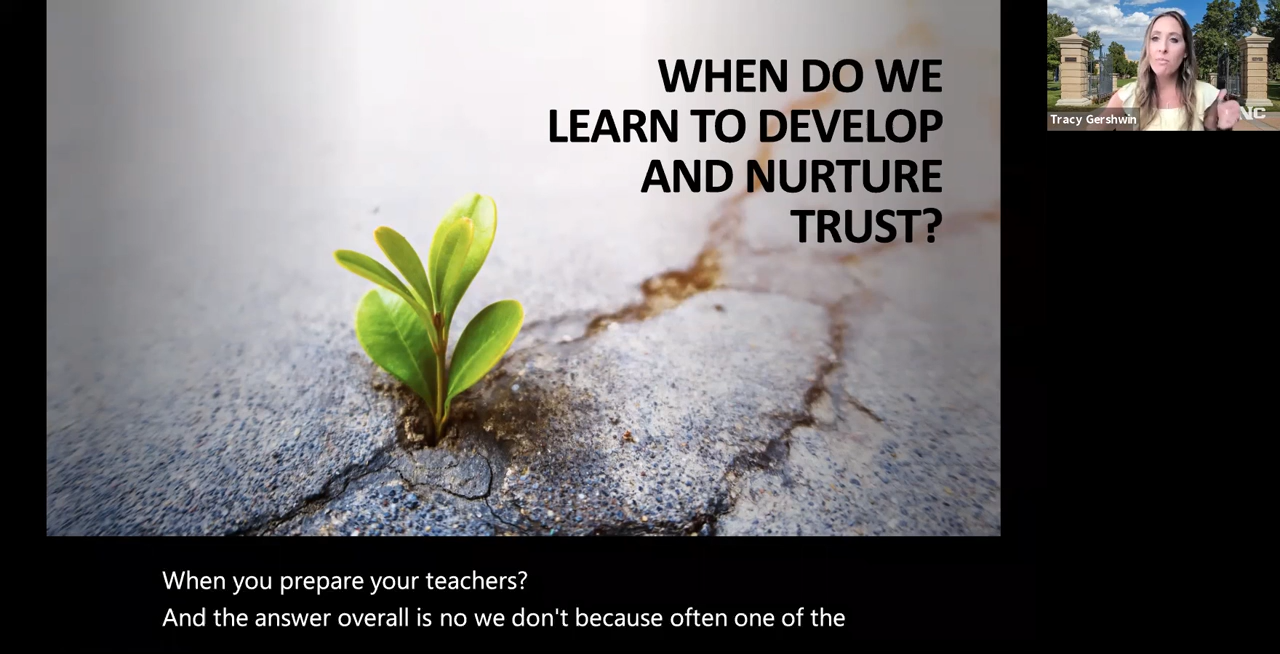 WHEN DO WE
LEARN TO DEVELOP
AND NURTURE
TRUST?
Tracy Gershwin
NC
When you prepare your teachers?
And the answer overall is no we don't because often one of the